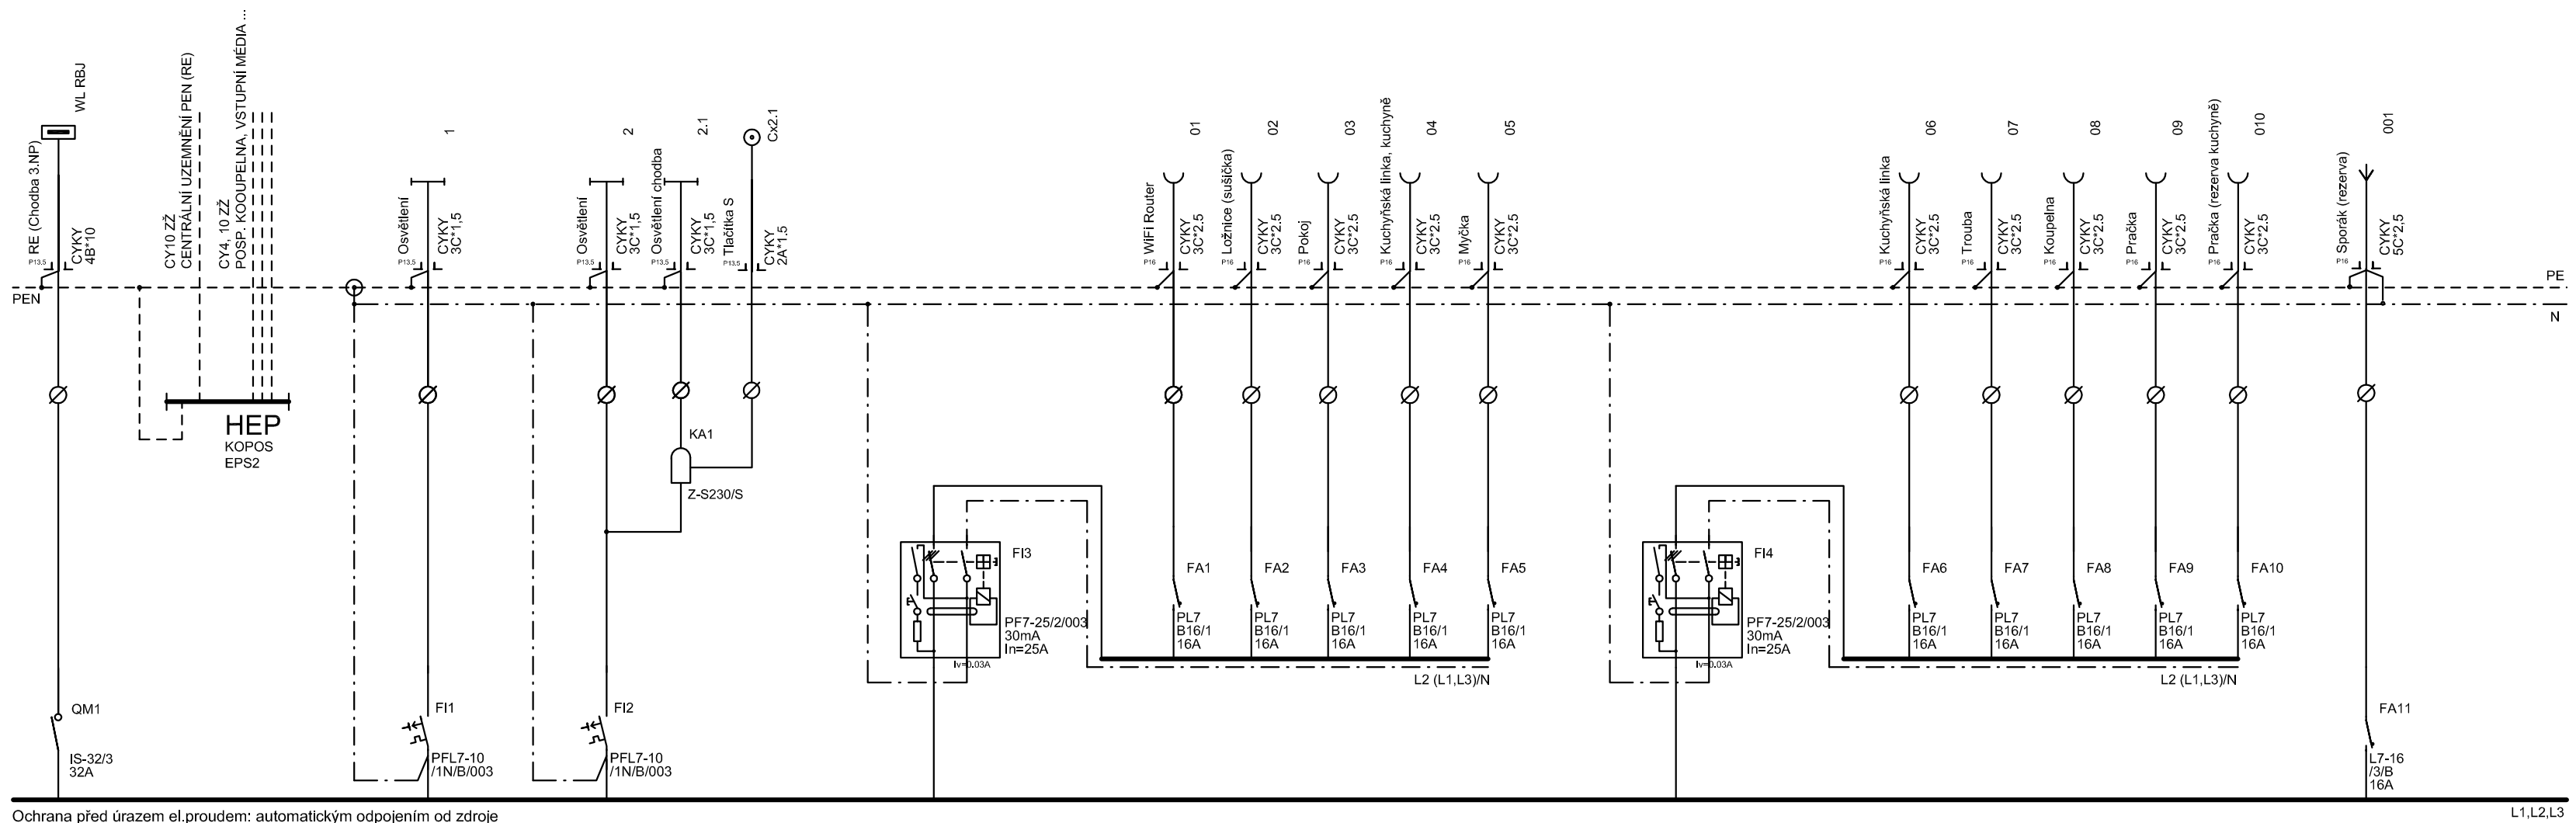 WL RBJ
RE (Chodba 3.NP)
P13,5
CYKY
4B*10
PEN
CY10 ZŽ
CENTRÁLNÍ UZEMNĚNÍ PEN (RE)
CY4, 10 ZŽ
POSP. KOOUPELNA, VSTUPNÍ MÉDIA ...
HEP
KOPOS
EPS2
QM1
IS-32/3
32A
1
Osvětlení
P13,5
CYKY
3C*1,5
FI1
PFL7-10
/1N/B/003
2
Osvětlení
P13,5
CYKY
3C*1,5
FI2
PFL7-10
/1N/B/003
2.1
Osvětlení chodba
P13,5
CYKY
3C*1,5
KA1
Z-S230/S
Cx2.1
Tlačítka S
P13,5
CYKY
2A*1.5
FI3
PF7-25/2/003
30mA
In=25A
Iv=0.03A
01
WiFi Router
P16
CYKY
3C*2.5
FA1
PL7
B16/1
16A
02
Ložnice (sušička)
P16
CYKY
3C*2.5
FA2
PL7
B16/1
16A
03
Pokoj
P16
CYKY
3C*2.5
FA3
PL7
B16/1
16A
04
Kuchyňská linka, kuchyně
P16
CYKY
3C*2.5
FA4
PL7
B16/1
16A
05
Myčka
P16
CYKY
3C*2.5
FA5
PL7
B16/1
16A
L2 (L1,L3)/N
FI4
PF7-25/2/003
30mA
In=25A
Iv=0.03A
06
Kuchyňská linka
P16
CYKY
3C*2.5
FA6
PL7
B16/1
16A
07
Trouba
P16
CYKY
3C*2.5
FA7
PL7
B16/1
16A
08
Koupelna
P16
CYKY
3C*2.5
FA8
PL7
B16/1
16A
09
Pračka
P16
CYKY
3C*2.5
FA9
PL7
B16/1
16A
010
Pračka (rezerva kuchyně)
P16
CYKY
3C*2.5
FA10
PL7
B16/1
16A
L2 (L1,L3)/N
001
Sporák (rezerva)
P16
CYKY
5C*2,5
FA11
L7-16
/3/B
16A
PE
N
Ochrana před úrazem el.proudem: automatickým odpojením od zdroje
L1,L2,L3